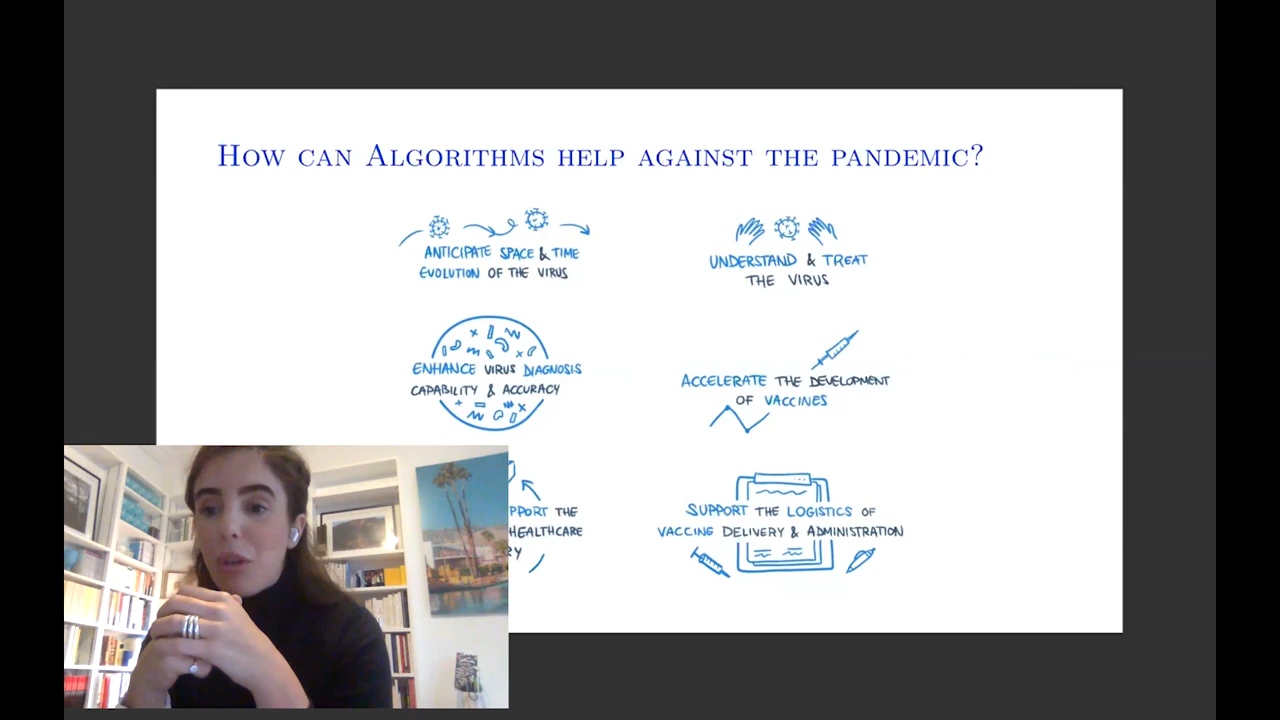 How can Algorithms help against the pandemic?
ANTICIPATE SPACE & TIME
EVOLUTION OF THE VIRUS
UNDERSTAND & TREAT
THE VIRUS
ENHANCE VIRUS DIAGNOSIS
CAPABILITY & ACCURACY
ACCELERATE THE DEVELOPMENT
OF VACCINES
THE
HEALTHCARE
SUPPORT THE LOGISTICS OF
VACCINE DELIVERY & ADMINISTRATION